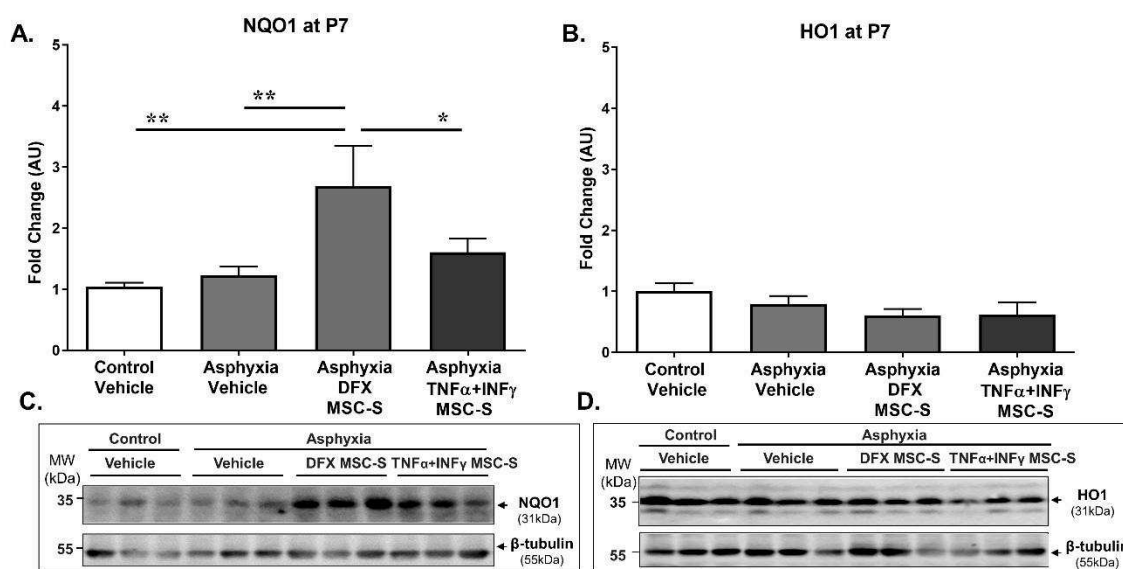 A.
NQO1 at P7
Fold Change (AU)
5
4
3
2
1
0
**
**
*
Control
Vehicle
Asphyxia
Vehicle
Asphyxia
DFX
MSC-S
Asphyxia
TNFα+INFγ
MSC-S
B.
HO1 at P7
Fold Change (AU)
5
4
3
2
1
0
Control
Vehicle
Asphyxia
Vehicle
Asphyxia
DFX
MSC-S
Asphyxia
TNFα+INFγ
MSC-S
C.
Control Asphyxia
Vehicle Vehicle DFX MSC-S TNFα+INFγ MSC-S
MW
(kDa)
35
NQO1
(31kDa)
55
β-tubulin
(55kDa)
D.
Control Asphyxia
Vehicle Vehicle DFX MSC-S TNFα+INFγ MSC-S
MW
(kDa)
35
HO1
(31kDa)
55
β-tubulin
(55kDa)